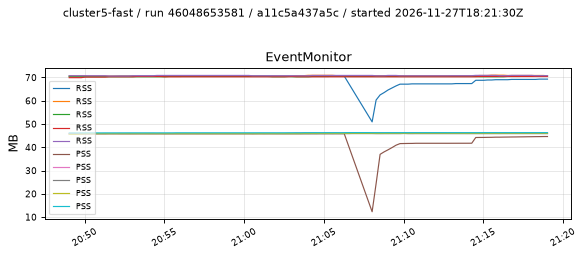 cluster5-fast / run 46048653581 / a11c5a437a5c / started 2026-11-27T18:21:30Z
EventMonitor
MB
70
60
50
40
30
20
10
RSS
RSS
RSS
RSS
RSS
PSS
PSS
PSS
PSS
PSS
20:50
20:55
21:00
21:05
21:10
21:15
21:20